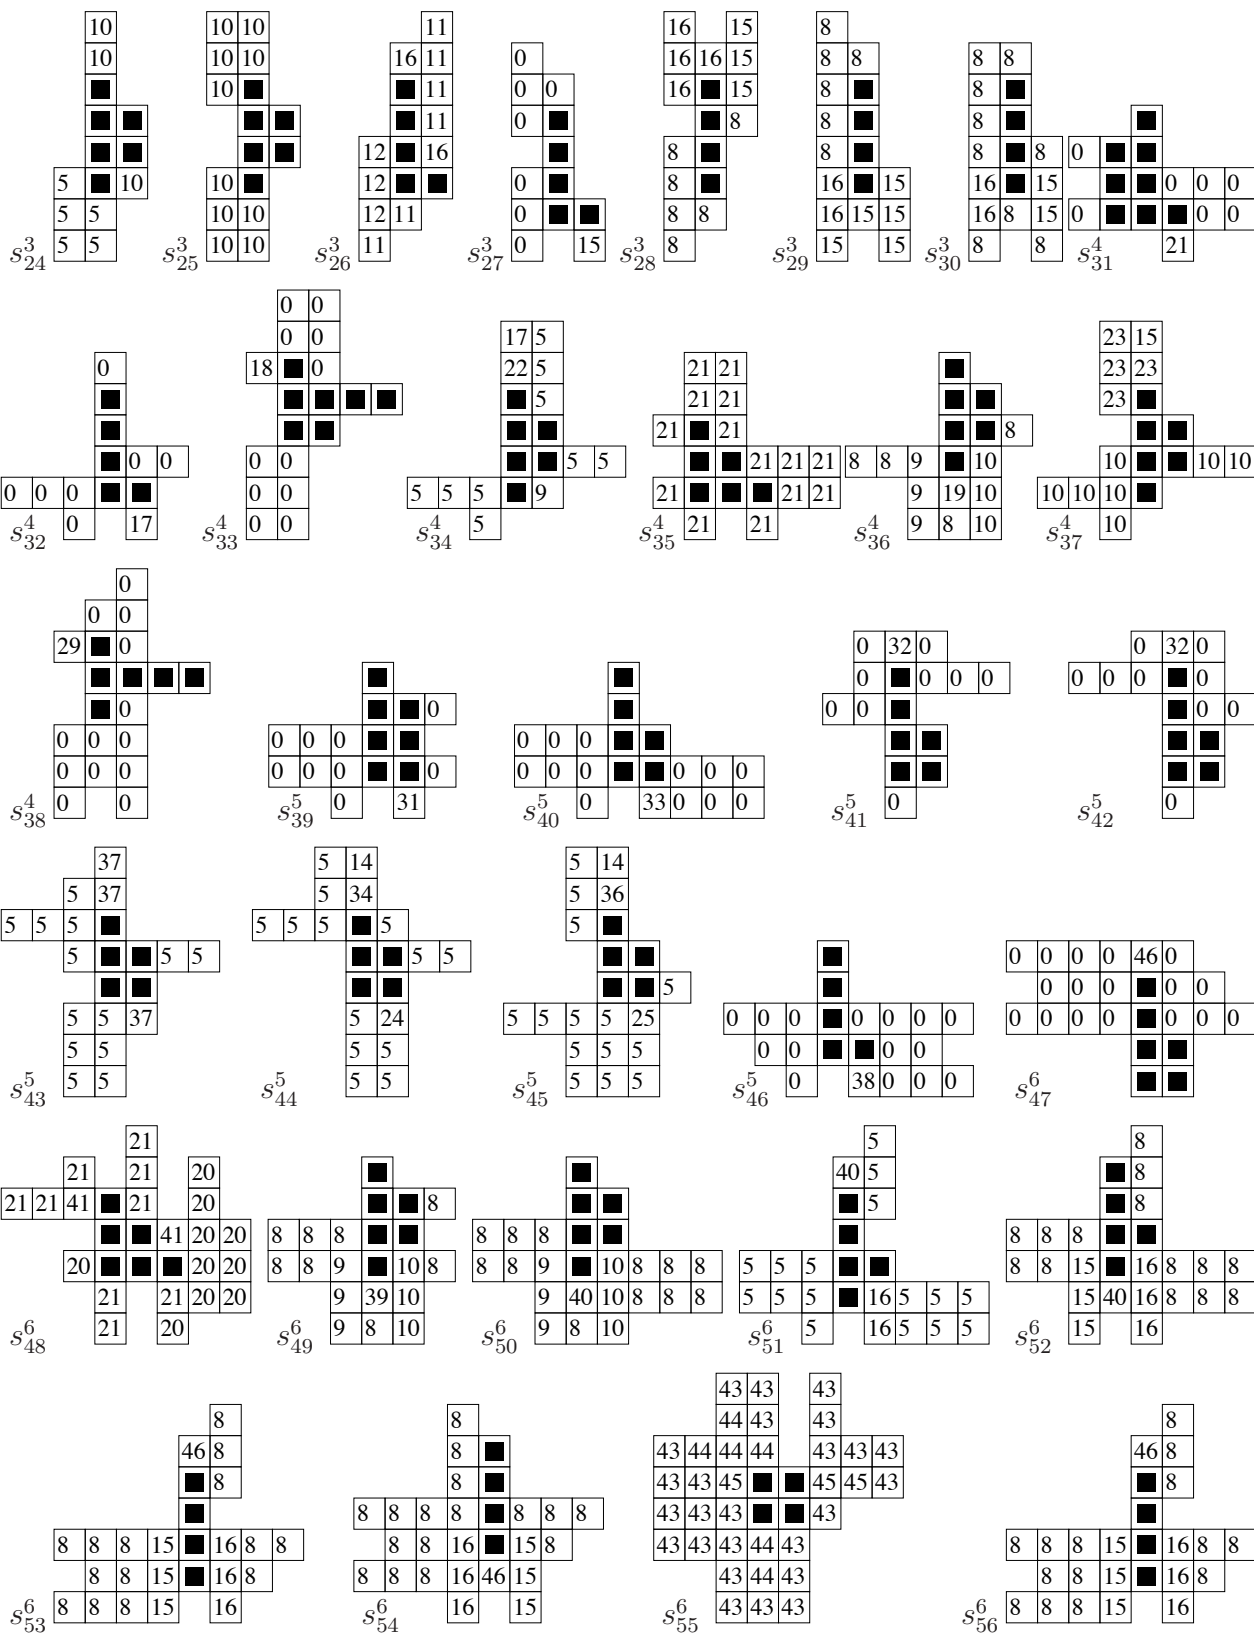 10
10
5 10
5 5
5 5
s^3_24
10 10
10 10
10
10
10 10
10 10
s^3_25
11
16 11
11
11
12 16
12
12 11
11
s^3_26
0
0 0
0
0
0
0 15
s^3_27
16 15
16 16 15
16 15
8
8
8
8 8
8
s^3_28
8
8 8
8
8
8
16 15
16 15 15
15 15
s^3_29
8 8
8
8
8 8
16 15
16 8 15
8 8
s^3_30
0
0 0 0
0 0 0
21
s^4_31
0
0 0
0 0 0
0 17
s^4_32
0 0
0 0
18 0
0 0
0 0
0 0
s^4_33
17 5
22 5
5
5 5
5 5 5 9
5
s^4_34
21 21
21 21
21 21
21 21 21
21 21 21
21 21
s^4_35
8
8 8 9 10
9 19 10
9 8 10
s^4_36
23 15
23 23
23
10 10 10
10 10 10
10
s^4_37
0
0 0
29 0
0
0 0 0
0 0 0
0 0
s^4_38
0
0 0 0
0 0 0 0
0 31
s^5_39
0 0 0
0 0 0 0 0 0
0 33 0 0 0
s^5_40
0 32 0
0 0 0 0
0 0
0
s^5_41
0 32 0
0 0 0 0
0 0
0
s^5_42
37
5 37
5 5 5
5 5 5
5 5 37
5 5
5 5
s^5_43
5 14
5 34
5 5 5 5
5 5
5 24
5 5
5 5
s^5_44
5 14
5 36
5
5
5 5 5 5 25
5 5 5
5 5 5
s^5_45
0 0 0 0 0 0 0
0 0 0 0
0 38 0 0 0
s^5_46
0 0 0 0 46 0
0 0 0 0 0
0 0 0 0 0 0 0
s^6_47
21
21 21 20
21 21 41 21 20
41 20 20
20 20 20
21 21 20 20
21 20
s^6_48
8
8 8 8
8 8 9 10 8
9 39 10
9 8 10
s^6_49
8 8 8
8 8 9 10 8 8 8
9 40 10 8 8 8
9 8 10
s^6_50
5
40 5
5
5 5 5
5 5 5 16 5 5 5
5 16 5 5 5
s^6_51
8
8
8
8 8 8
8 8 15 16 8 8 8
15 40 16 8 8 8
15 16
s^6_52
8
46 8
8
8 8 8 15 16 8 8
8 8 15 16 8
8 8 8 15 16
s^6_53
8
8
8
8 8 8 8 8 8 8
8 8 16 15 8
8 8 8 16 46 15
16 15
s^6_54
43 43 43
44 43 43
43 44 44 44 43 43 43
43 43 45 45 45 43
43 43 43 43
43 43 43 44 43
43 44 43
43 43 43
s^6_55
8
46 8
8
8 8 8 15 16 8 8
8 8 15 16 8
8 8 8 15 16
s^6_56